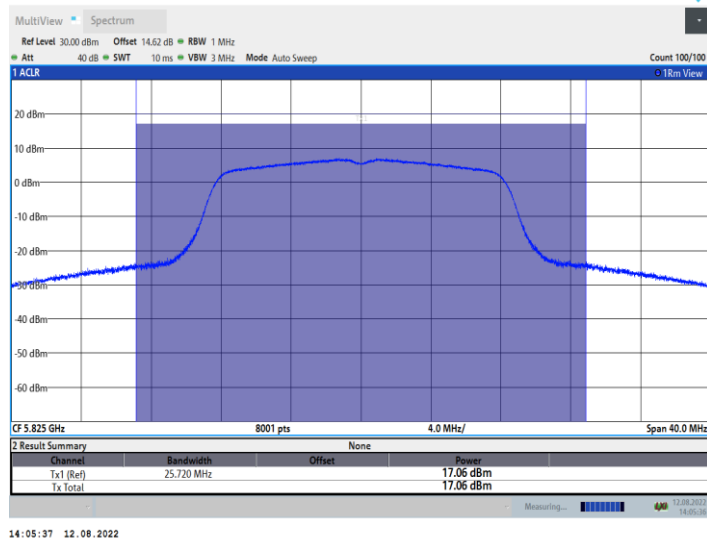 MultiView Spectrum
Ref Level 30.00 dBm Offset 14.62 dB RBW 1 MHz
Att 40 dB SWT 10 ms VBW 3 MHz Mode Auto Sweep Count 100/100
1 ACLR 1Rm View
20 dBm
10 dBm
0 dBm
-10 dBm
-20 dBm
-30 dBm
-40 dBm
-50 dBm
-60 dBm
CF 5.825 GHz 8001 pts 4.0 MHz/ Span 40.0 MHz
2 Result Summary None
Channel Bandwidth Offset Power
Tx1 (Ref) 25.720 MHz 17.06 dBm
Tx Total 17.06 dBm
Measuring... 12.08.2022
14:05:36
14:05:37 12.08.2022